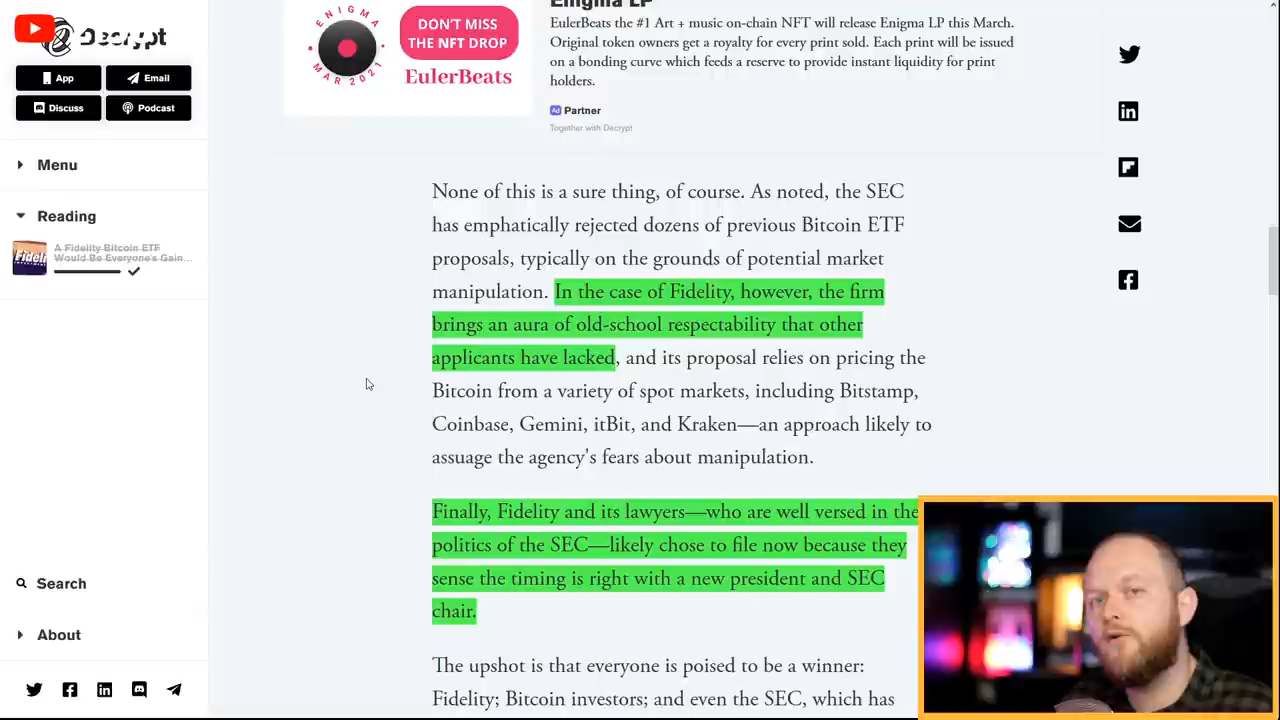 Decrypt
App
Email
Discuss
Podcast
Menu
Reading
A Fidelity Bitcoin ETF
Would Be Everyone's Gain...
Search
About
ENIGMA
MAR 2021
DON'T MISS
THE NFT DROP
EulerBeats
Enigma LP
EulerBeats the #1 Art + music on-chain NFT will release Enigma LP this March.
Original token owners get a royalty for every print sold. Each print will be issued
on a bonding curve which feeds a reserve to provide instant liquidity for print
holders.
Ad Partner
Together with Decrypt
None of this is a sure thing, of course. As noted, the SEC
has emphatically rejected dozens of previous Bitcoin ETF
proposals, typically on the grounds of potential market
manipulation. In the case of Fidelity, however, the firm
brings an aura of old-school respectability that other
applicants have lacked, and its proposal relies on pricing the
Bitcoin from a variety of spot markets, including Bitstamp,
Coinbase, Gemini, itBit, and Kraken—an approach likely to
assuage the agency's fears about manipulation.
Finally, Fidelity and its lawyers—who are well versed in the
politics of the SEC—likely chose to file now because they
sense the timing is right with a new president and SEC
chair.
The upshot is that everyone is poised to be a winner:
Fidelity; Bitcoin investors; and even the SEC, which has